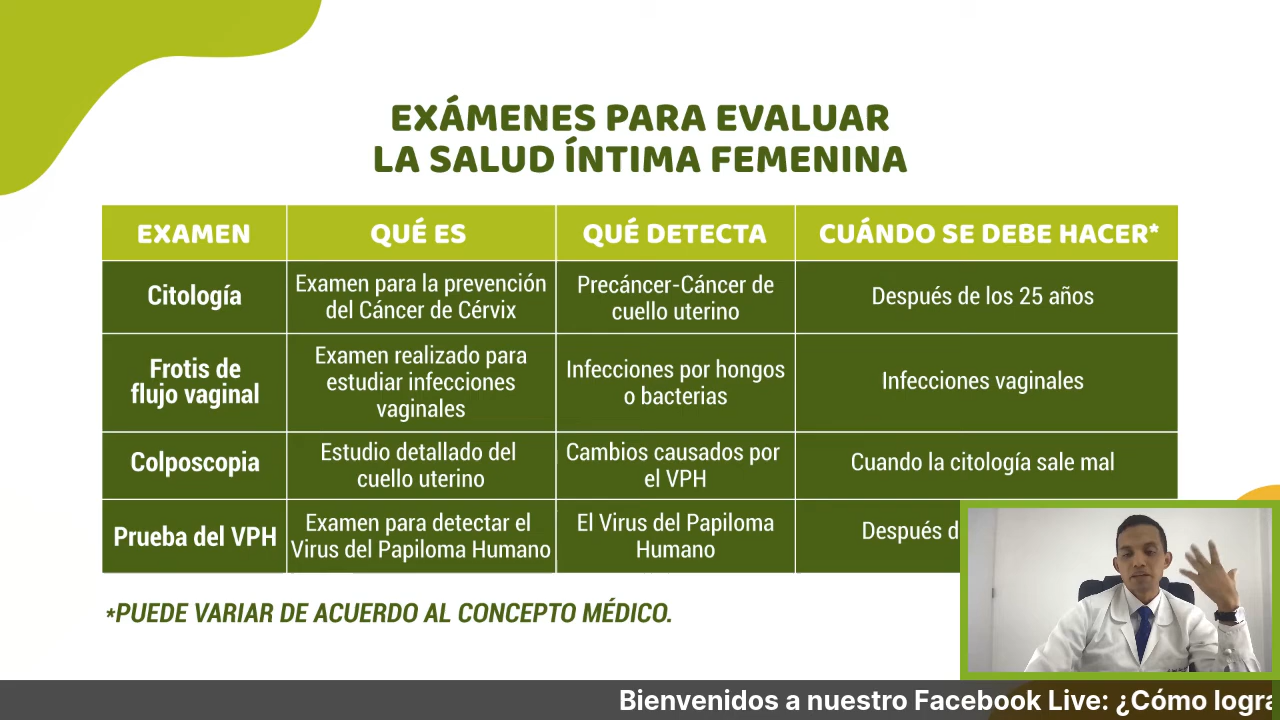 EXÁMENES PARA EVALUAR
LA SALUD ÍNTIMA FEMENINA
EXAMEN QUÉ ES QUÉ DETECTA CUÁNDO SE DEBE HACER*
Citología
Examen para la prevención
del Cáncer de Cérvix
Precáncer-Cáncer de
cuello uterino
Después de los 25 años
Frotis de
flujo vaginal
Examen realizado para
estudiar infecciones
vaginales
Infecciones por hongos
o bacterias
Infecciones vaginales
Colposcopia
Estudio detallado del
cuello uterino
Cambios causados por
el VPH
Cuando la citología sale mal
Prueba del VPH
Examen para detectar el
Virus del Papiloma Humano
El Virus del Papiloma
Humano
Después
*PUEDE VARIAR DE ACUERDO AL CONCEPTO MÉDICO.
Bienvenidos a nuestro Facebook Live: ¿Cómo